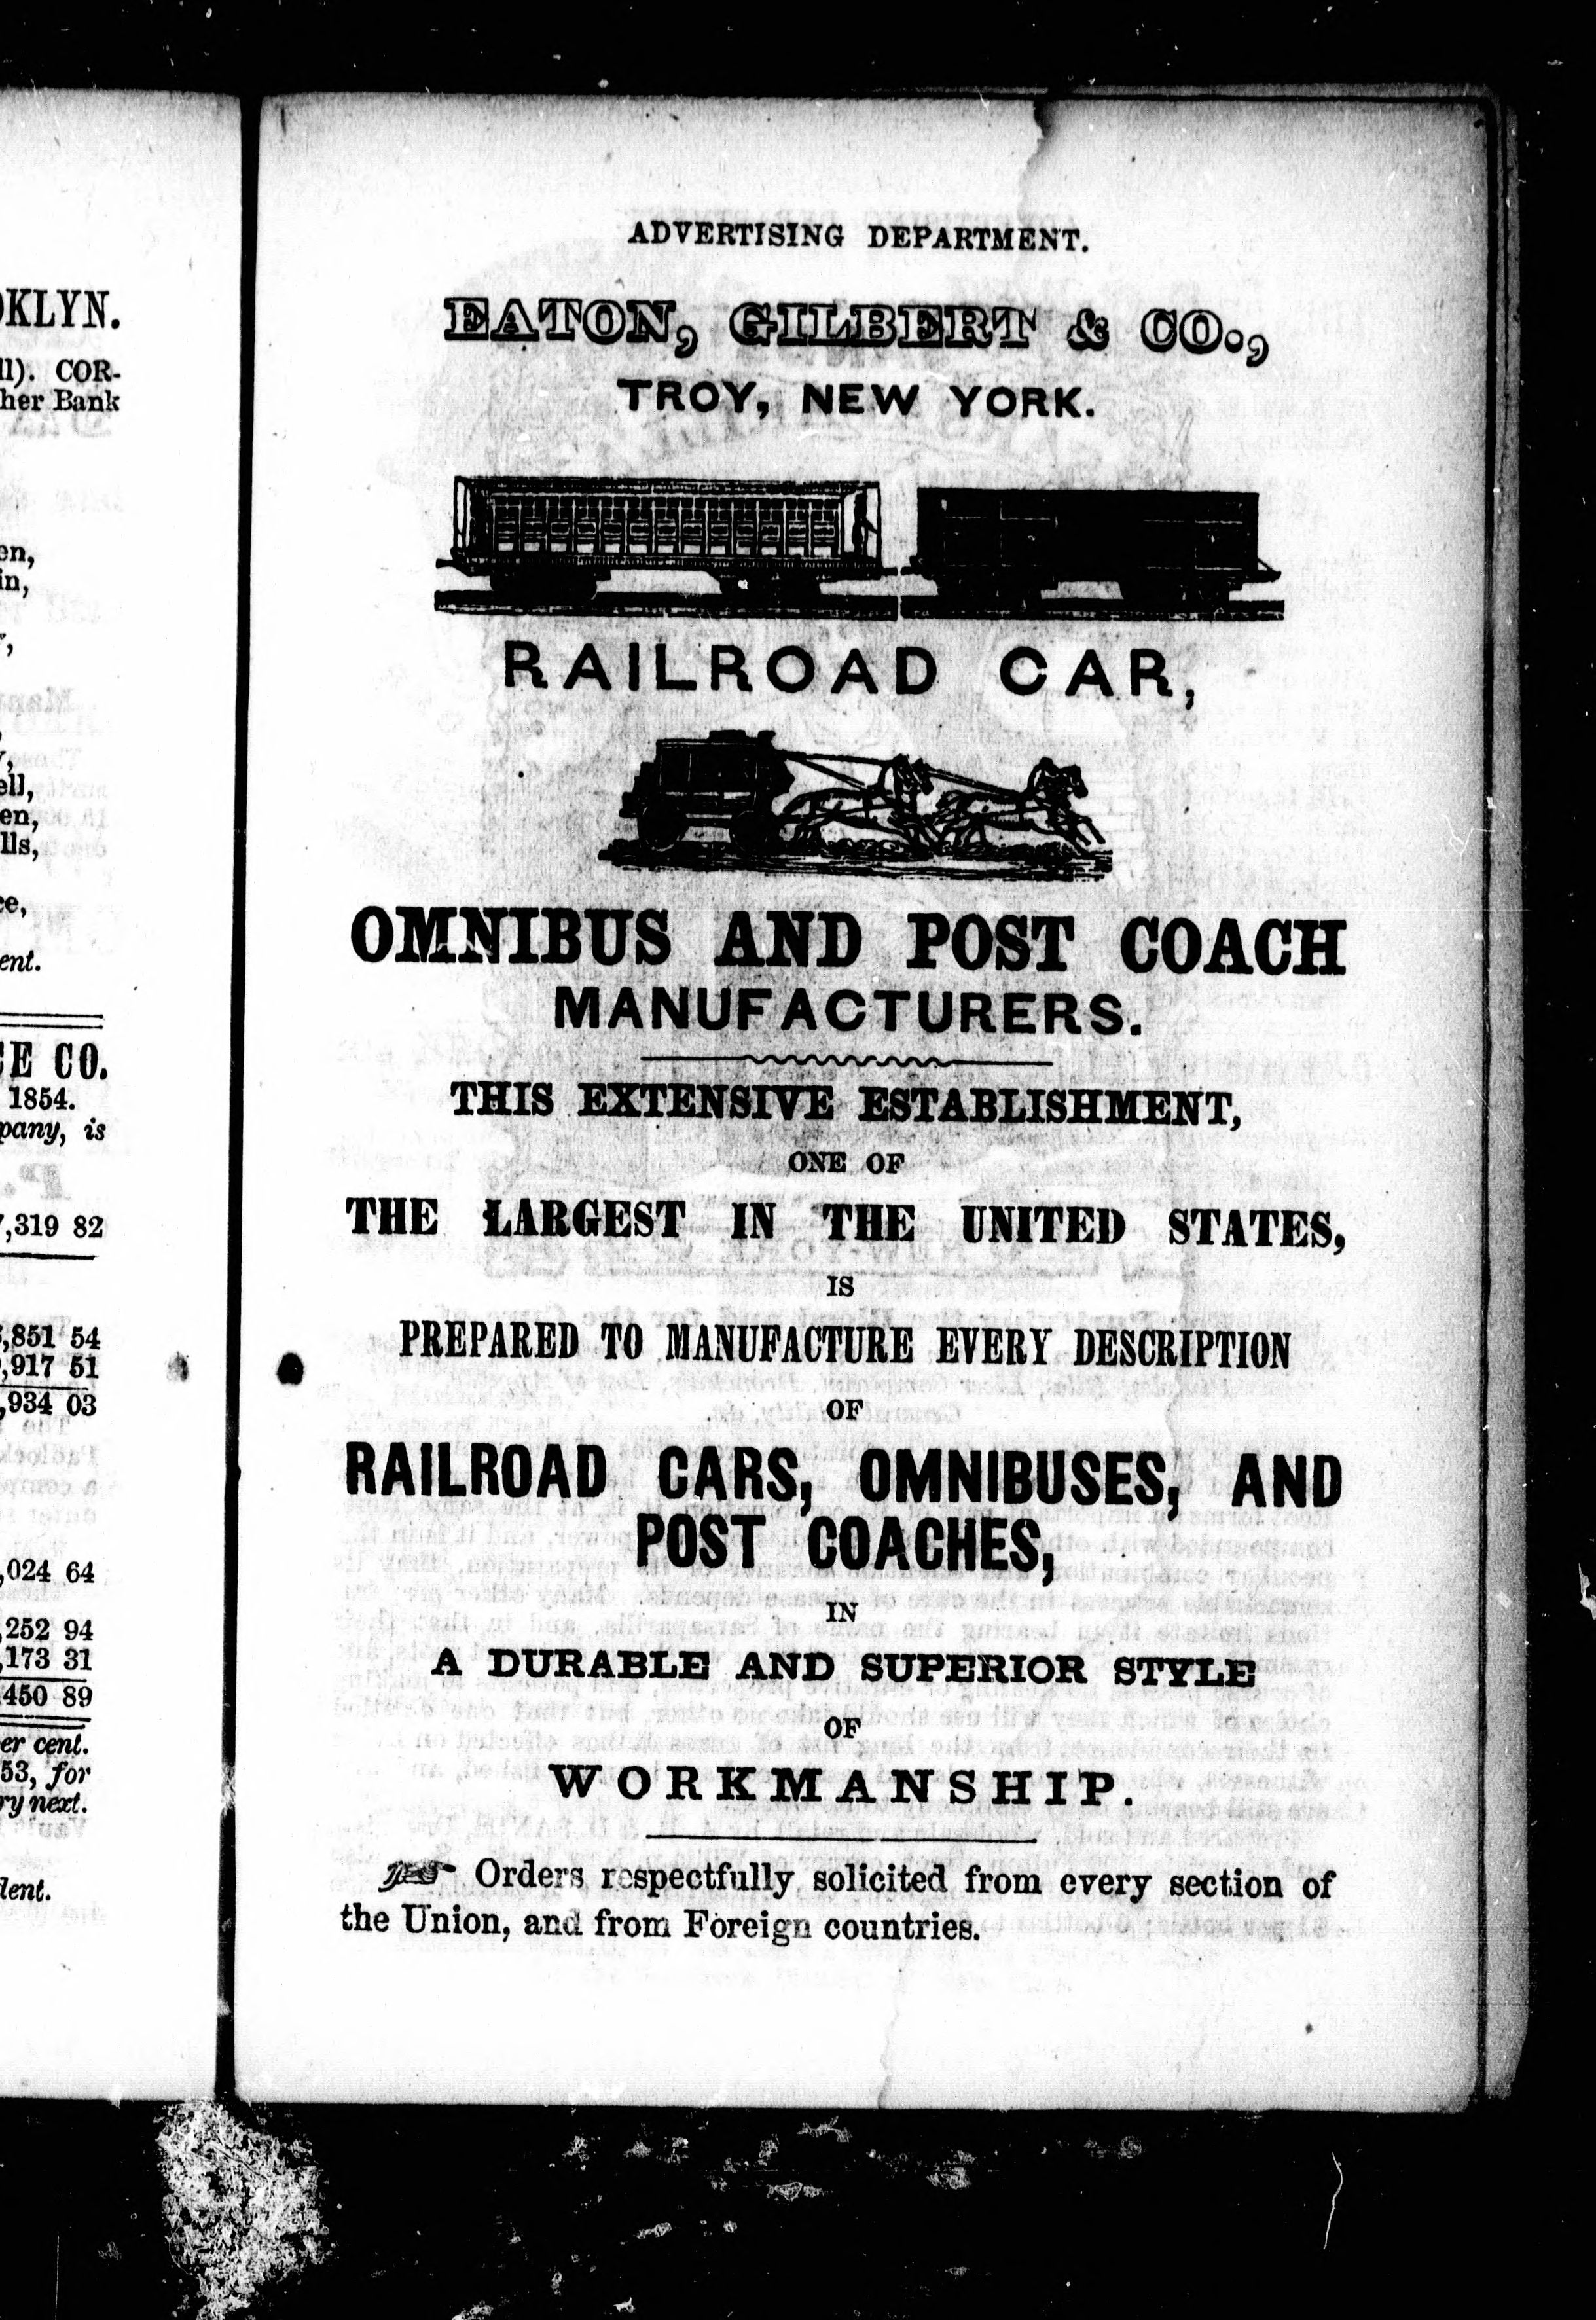 OKLYN.
ll). COR-
her Bank
en,
in,
r,
,
y,
ell,
en,
lls,
ce,
ent.
CE CO.
1854.
pany, is
7,319 82
,851 54
,917 51
,934 03
,024 64
,252 94
,173 31
450 89
er cent.
53, for
ry next.
dent.
ADVERTISING DEPARTMENT.
EATON, GILBERT & CO.,
TROY, NEW YORK.
RAILROAD CAR,
OMNIBUS AND POST COACH
MANUFACTURERS.
THIS EXTENSIVE ESTABLISHMENT,
ONE OF
THE LARGEST IN THE UNITED STATES,
IS
PREPARED TO MANUFACTURE EVERY DESCRIPTION
OF
RAILROAD CARS, OMNIBUSES, AND
POST COACHES,
IN
A DURABLE AND SUPERIOR STYLE
OF
WORKMANSHIP.
☞ Orders respectfully solicited from every section of
the Union, and from Foreign countries.